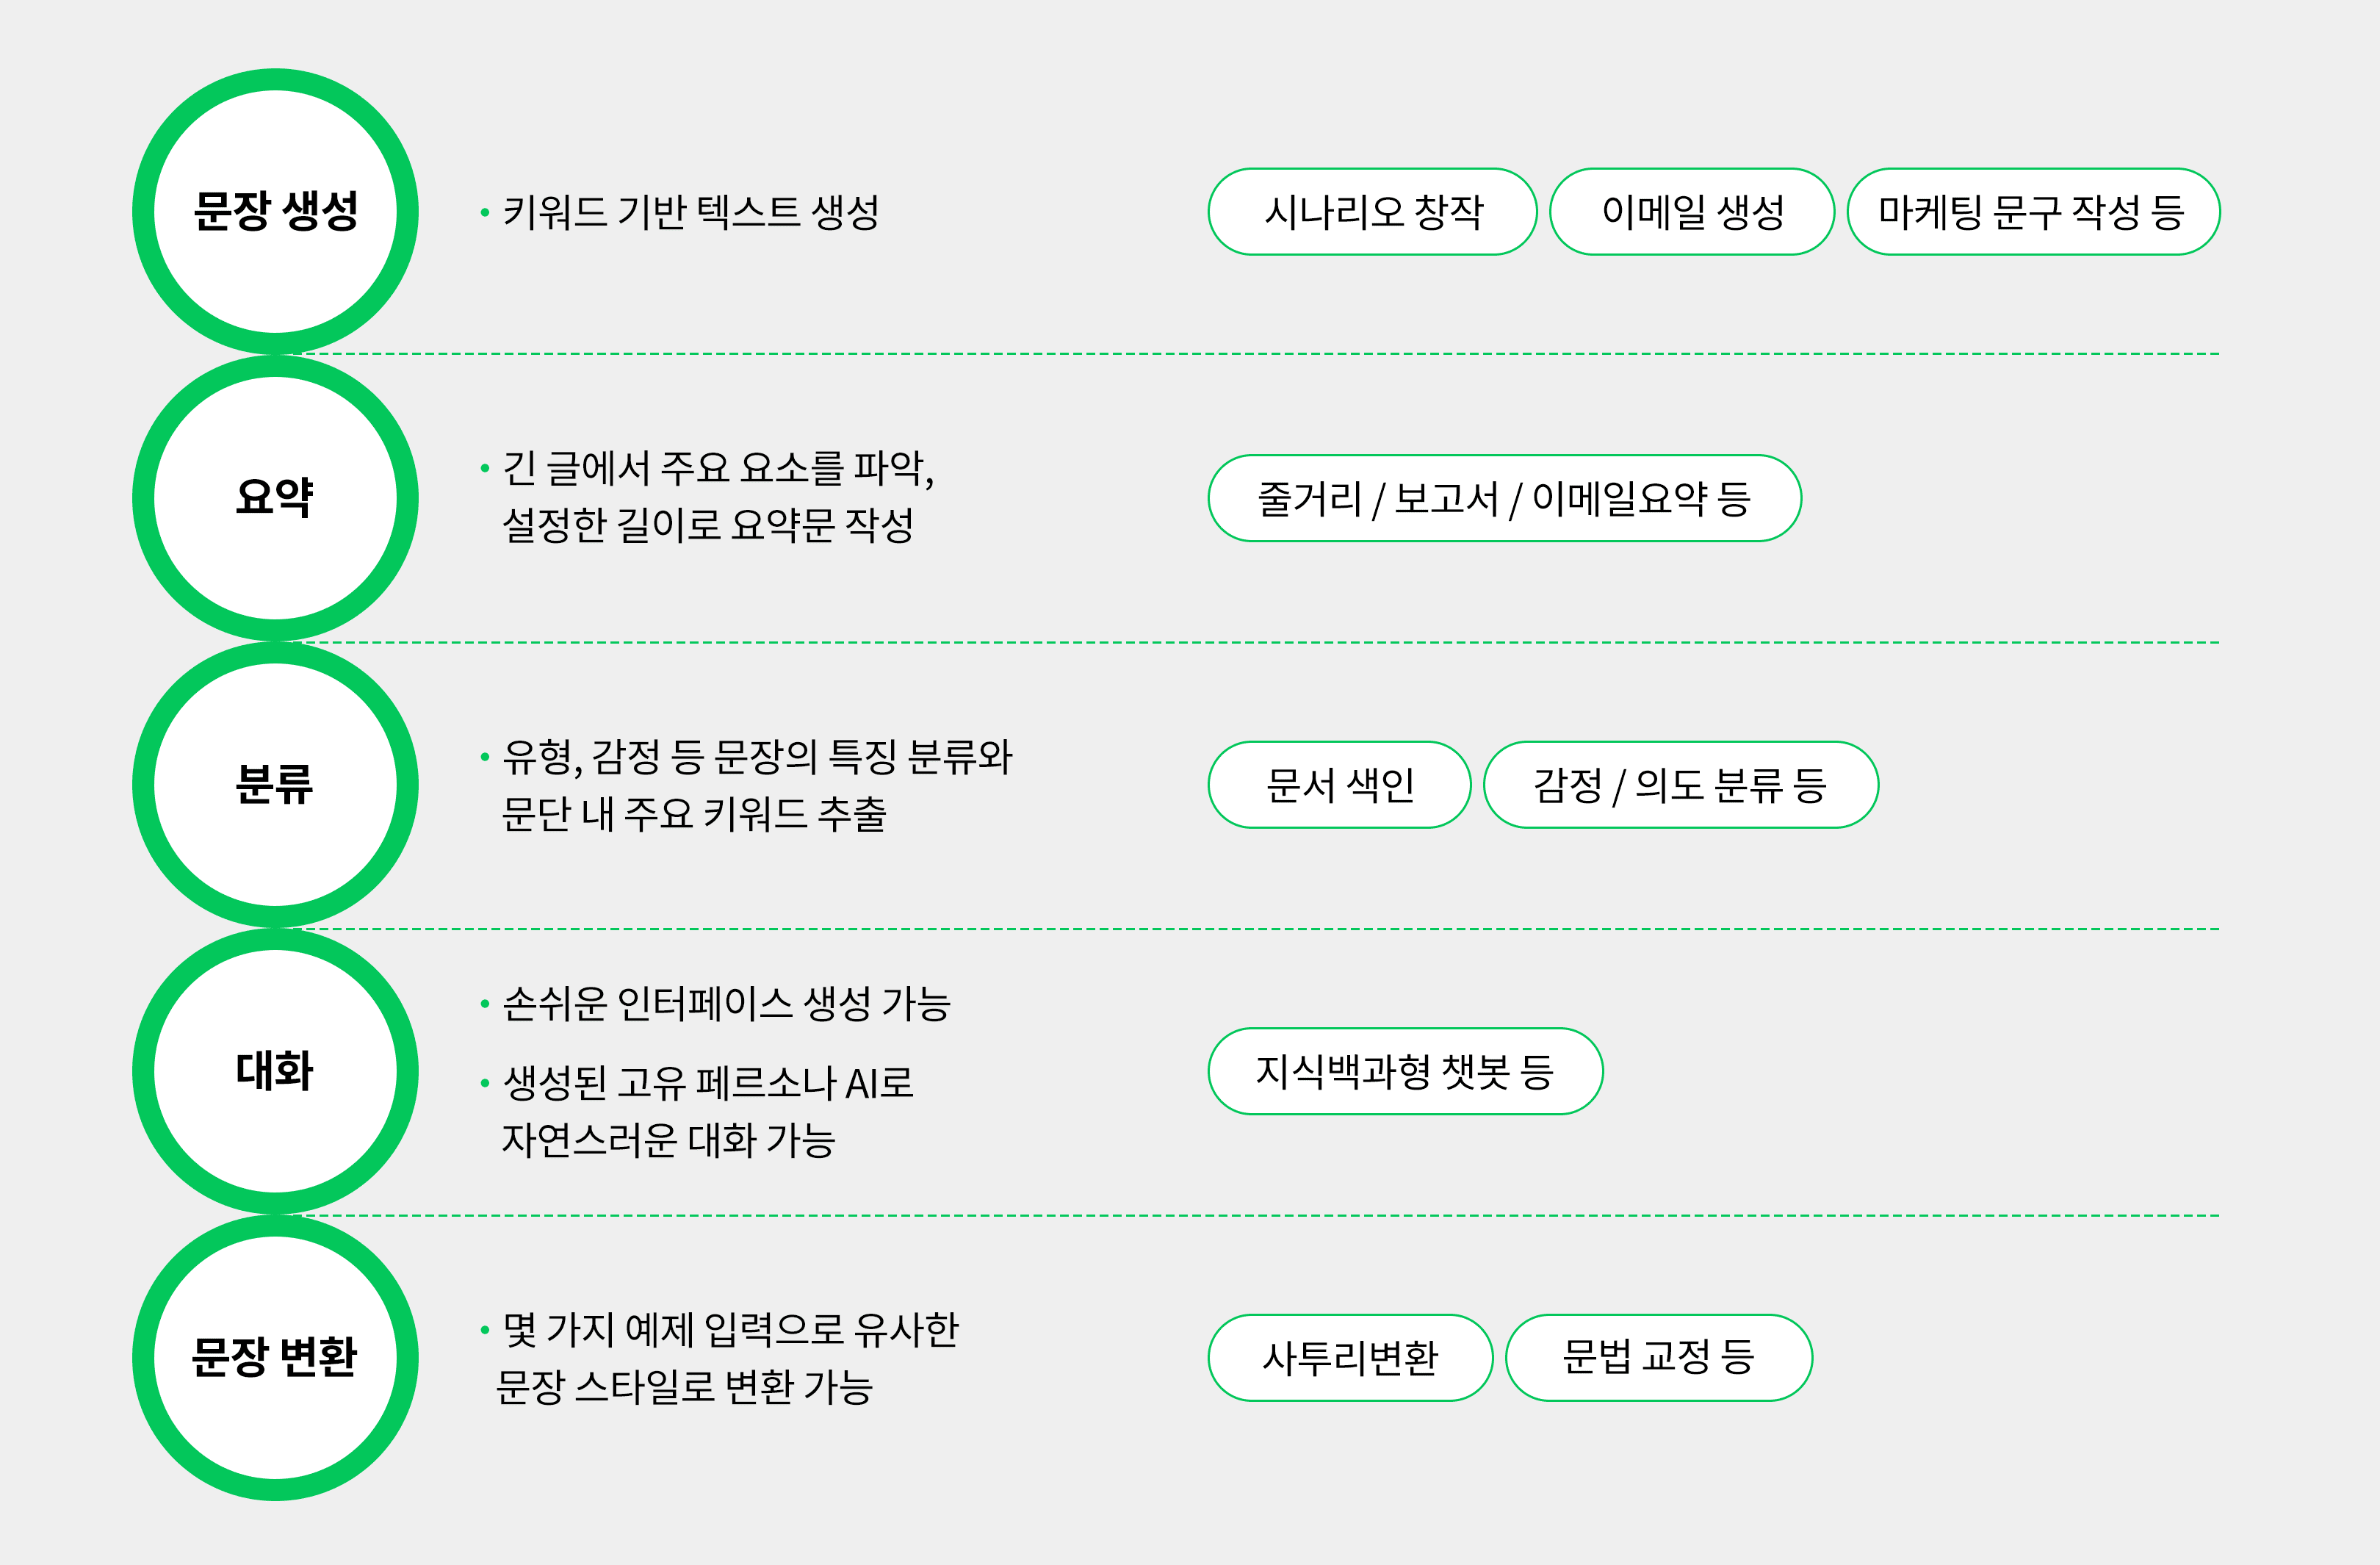 문장 생성
• 키워드 기반 텍스트 생성
시나리오 창작
이메일 생성
마케팅 문구 작성 등
요약
• 긴 글에서 주요 요소를 파악,
설정한 길이로 요약문 작성
줄거리 / 보고서 / 이메일요약 등
분류
• 유형, 감정 등 문장의 특징 분류와
문단 내 주요 키워드 추출
문서 색인
감정 / 의도 분류 등
대화
• 손쉬운 인터페이스 생성 가능
• 생성된 고유 페르소나 AI로
자연스러운 대화 가능
지식백과형 챗봇 등
문장 변환
• 몇 가지 예제 입력으로 유사한
문장 스타일로 변환 가능
사투리변환
문법 교정 등